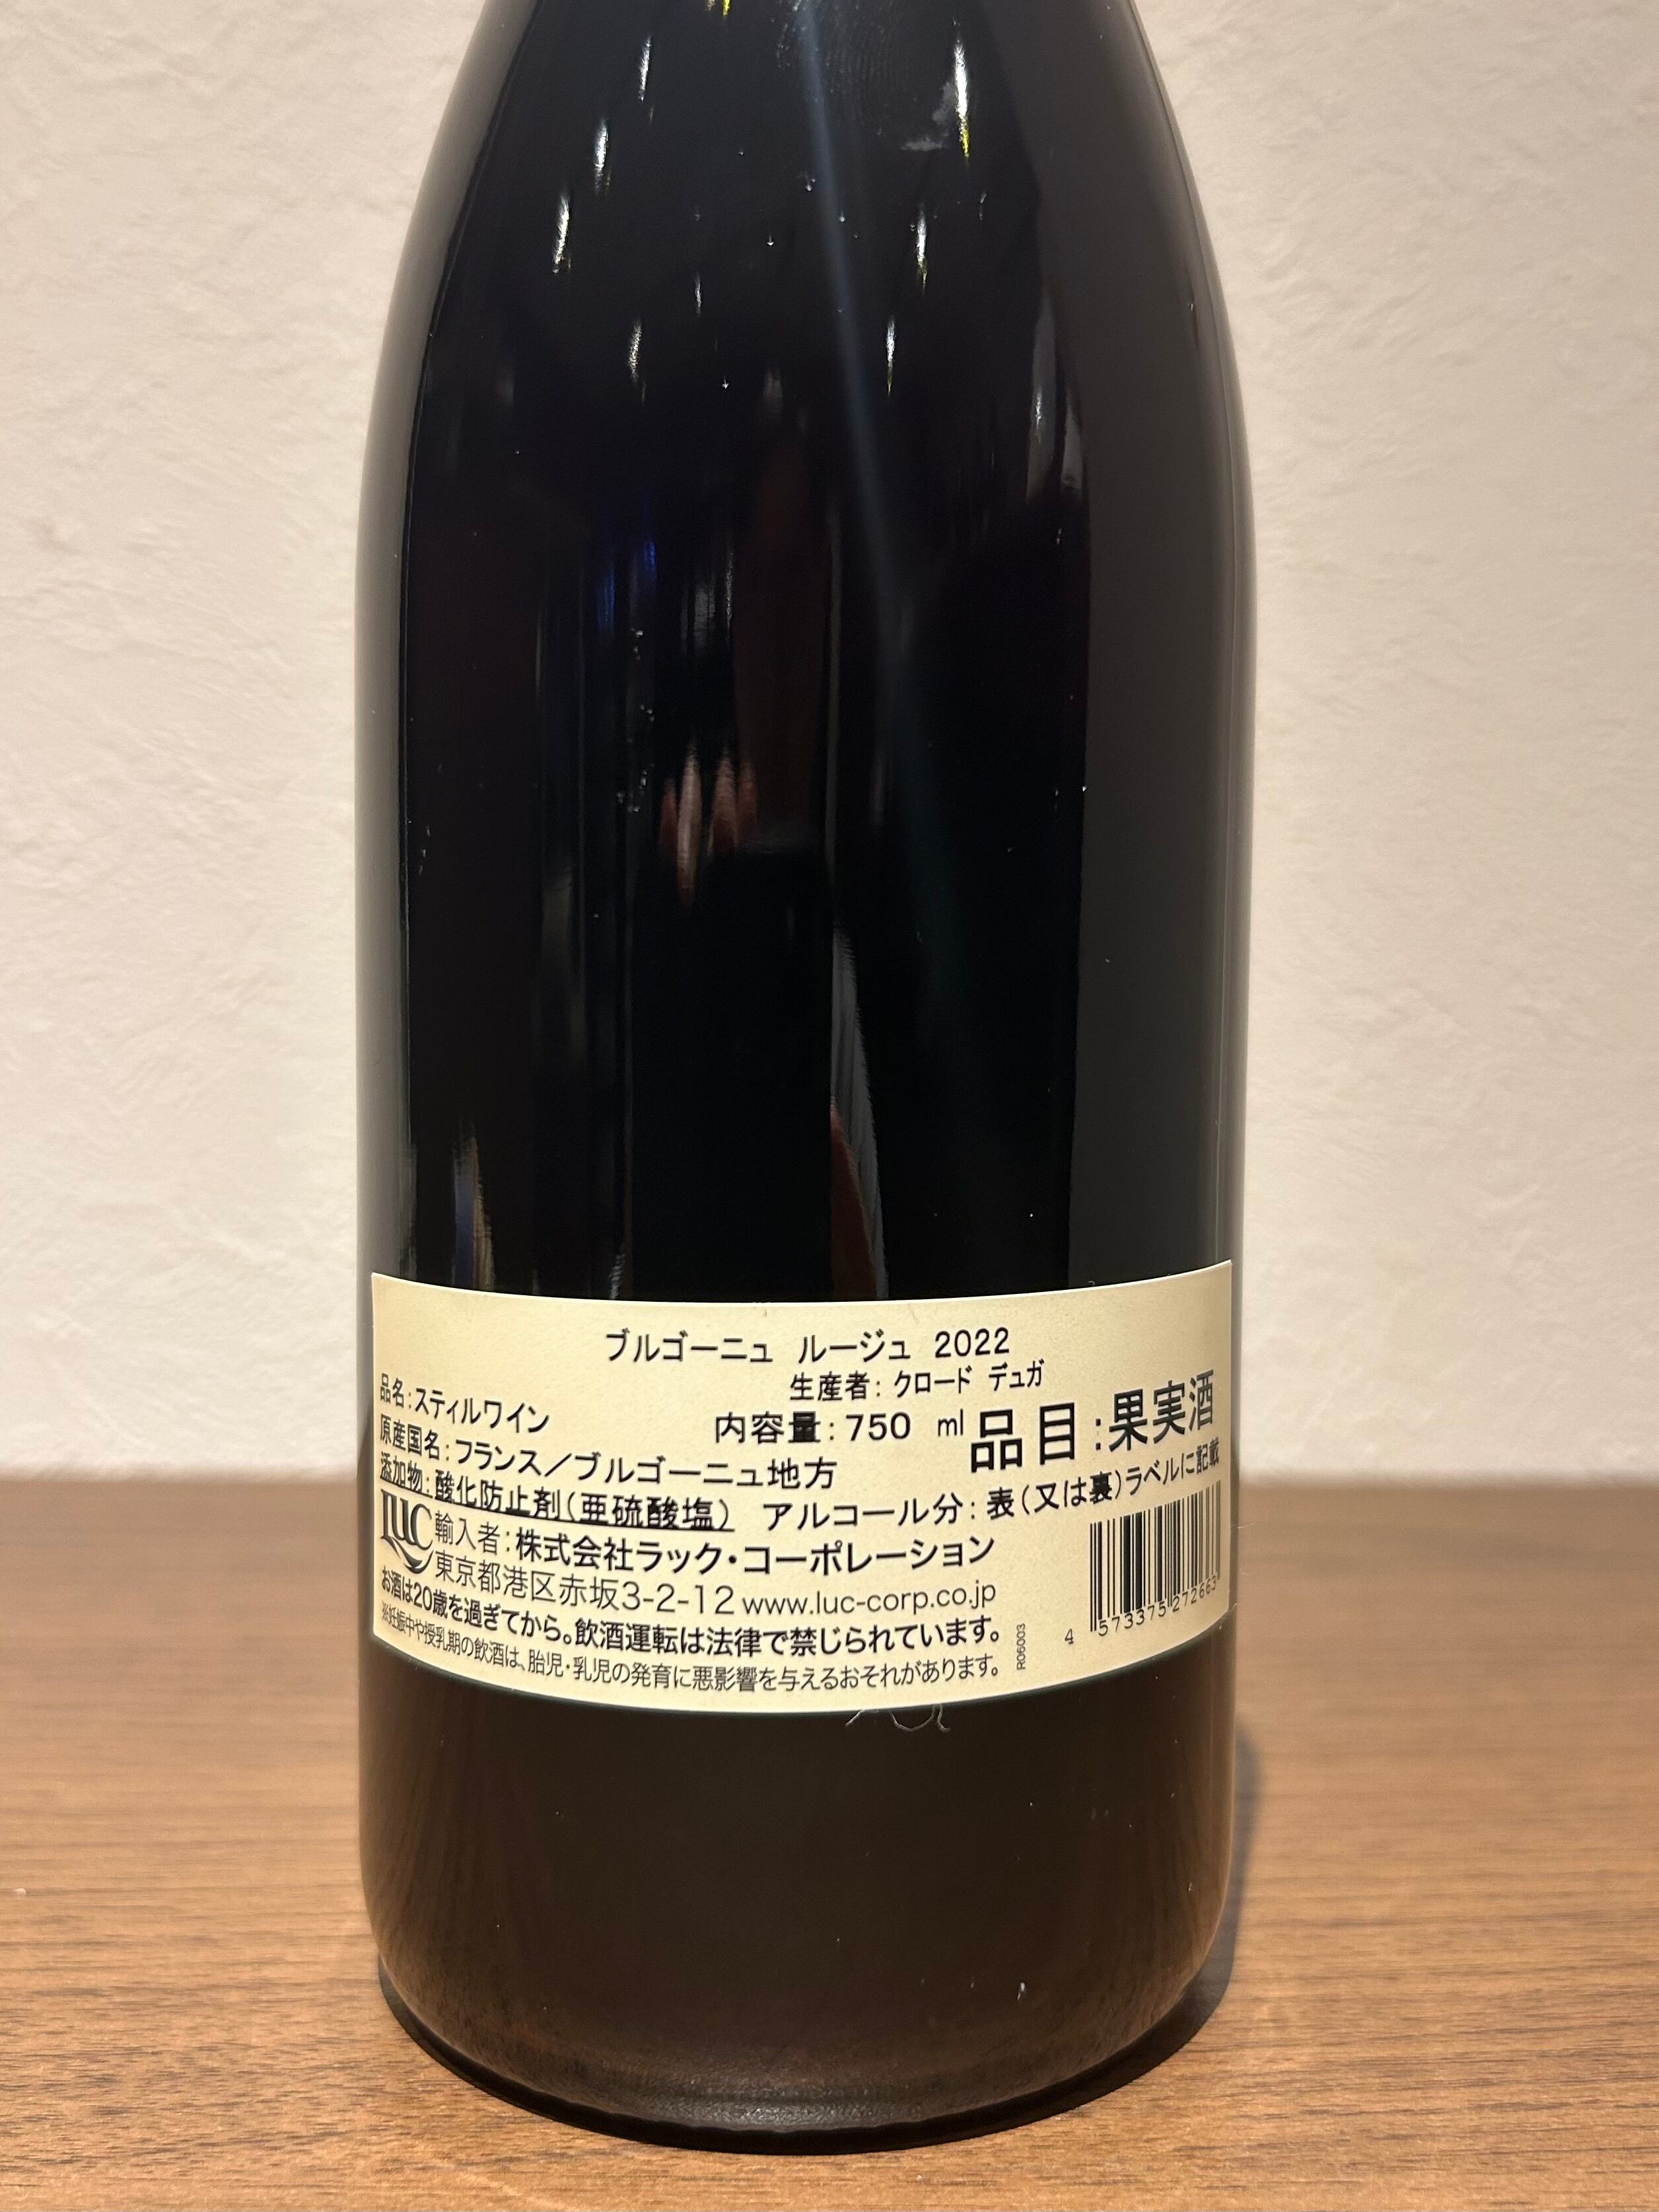 ブルゴーニュ ルージュ 2022
生産者: クロード デュガ
品名:スティルワイン
内容量:750 ml 品目:果実酒
原産国名:フランス/ブルゴーニュ地方
添加物:酸化防止剤(亜硫酸塩) アルコール分:表(又は裏)ラベルに記載
LUC 輸入者:株式会社ラック・コーポレーション
東京都港区赤坂3-2-12 www.luc-corp.co.jp
お酒は20歳を過ぎてから。飲酒運転は法律で禁じられています。
※妊娠中や授乳期の飲酒は、胎児・乳児の発育に悪影響を与えるおそれがあります。
R06003
4 573375 272663